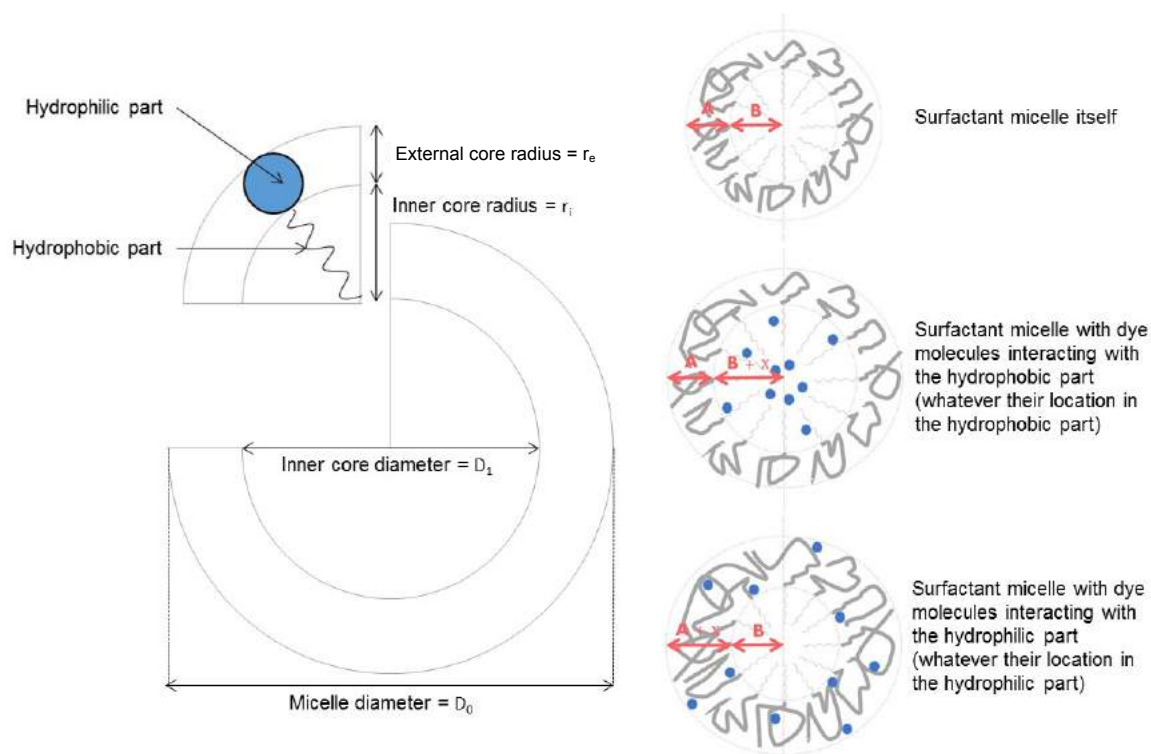 Hydrophilic part
External core radius = rₑ
Inner core radius = rᵢ
Hydrophobic part
Inner core diameter = D₁
Micelle diameter = D₀
A B
Surfactant micelle itself
A B + X
Surfactant micelle with dye
molecules interacting with
the hydrophobic part
(whatever their location in
the hydrophobic part)
A + x B
Surfactant micelle with dye
molecules interacting with
the hydrophilic part
(whatever their location in
the hydrophilic part)